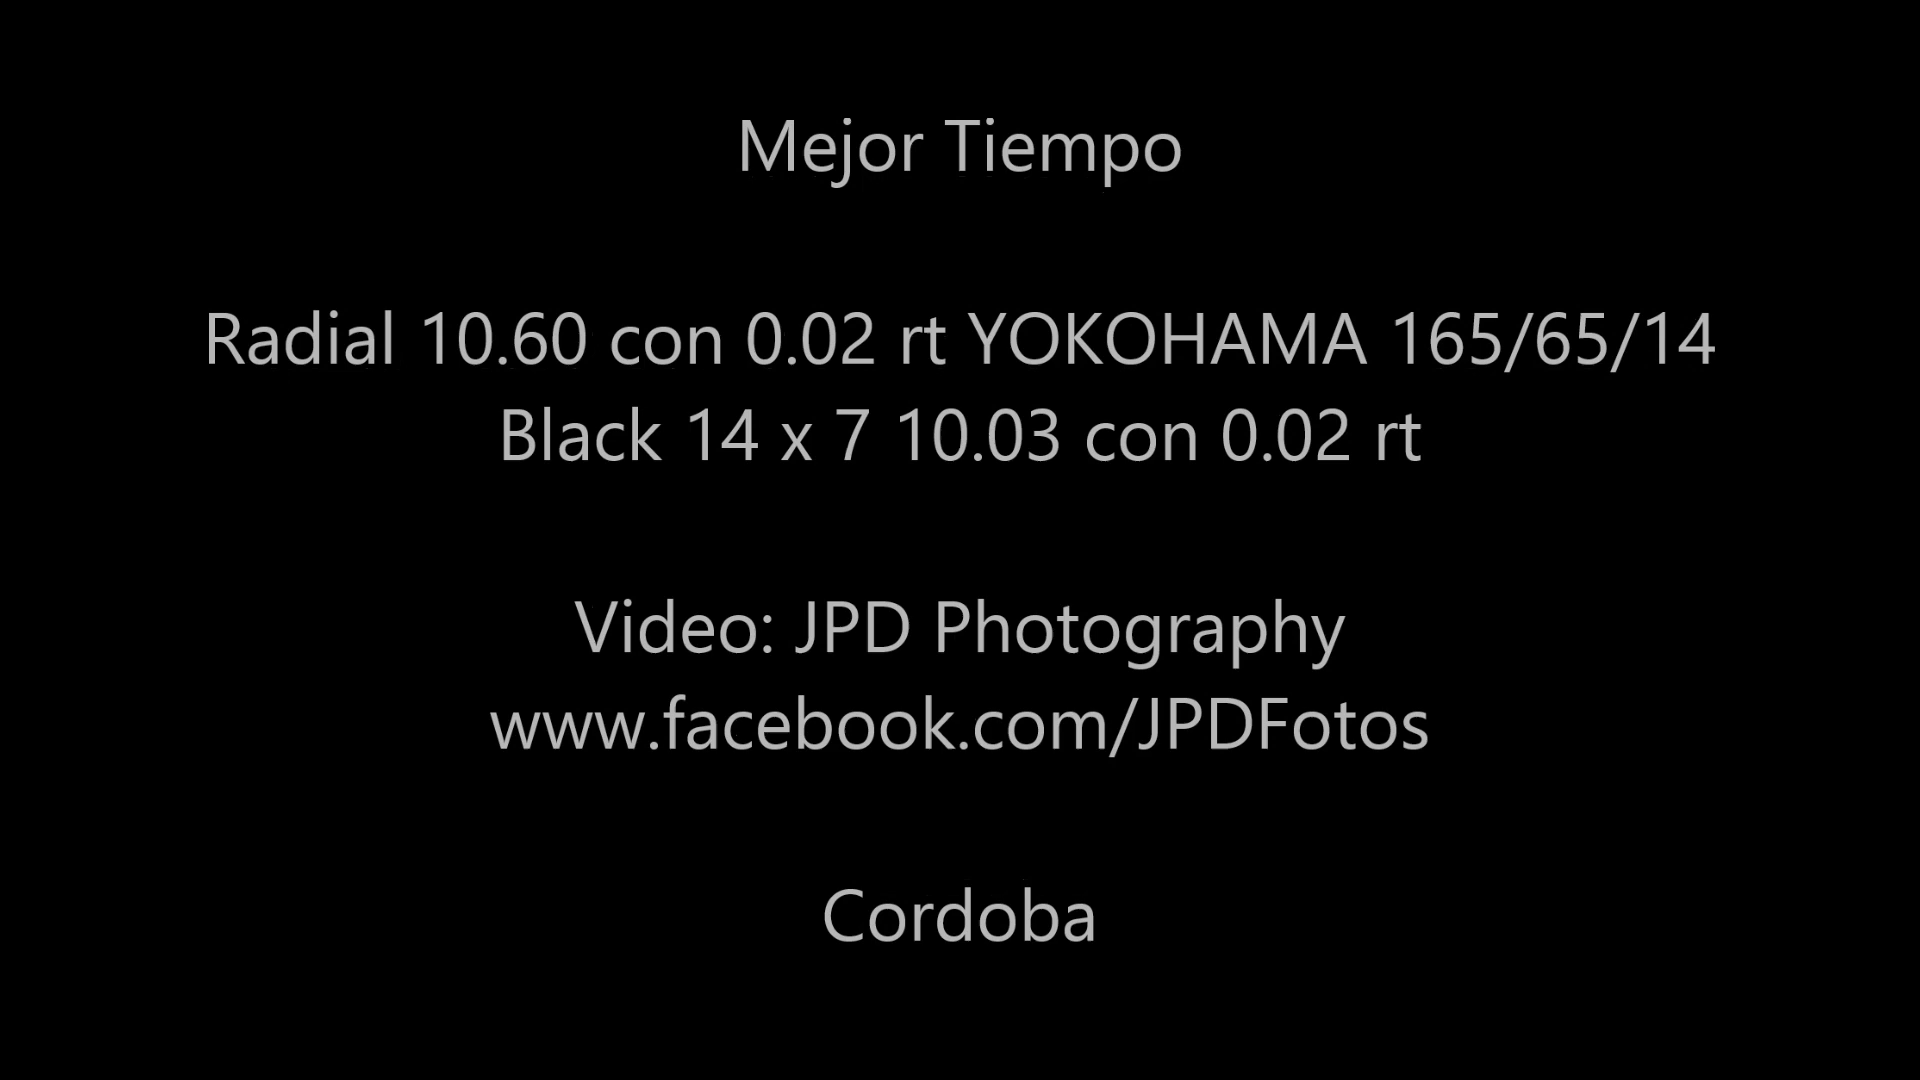 Mejor Tiempo
Radial 10.60 con 0.02 rt YOKOHAMA 165/65/14
Black 14 x 7 10.03 con 0.02 rt
Video: JPD Photography
www.facebook.com/JPDFotos
Cordoba